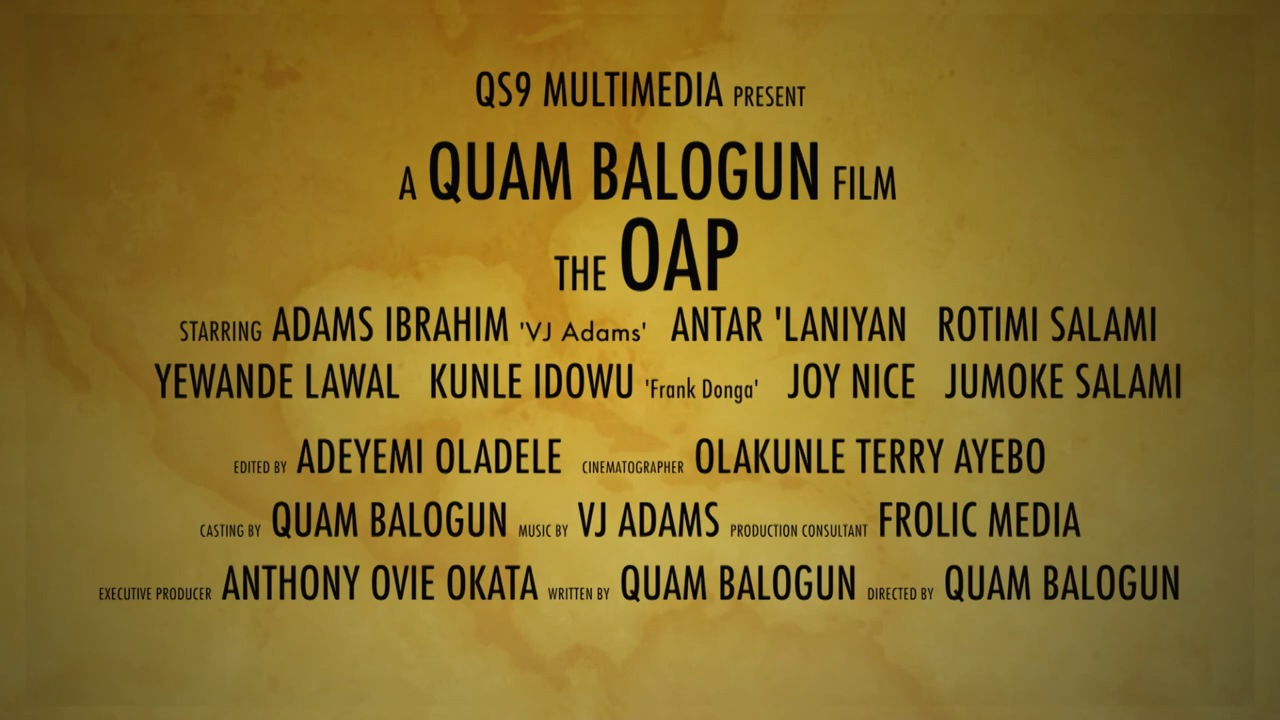 QS9 MULTIMEDIA PRESENT
A QUAM BALOGUN FILM
THE OAP
STARRING ADAMS IBRAHIM 'VJ Adams' ANTAR 'LANIYAN ROTIMI SALAMI
YEWANDE LAWAL KUNLE IDOWU 'Frank Donga' JOY NICE JUMOKE SALAMI
EDITED BY ADEYEMI OLADELE CINEMATOGRAPHER OLAKUNLE TERRY AYEBO
CASTING BY QUAM BALOGUN MUSIC BY VJ ADAMS PRODUCTION CONSULTANT FROLIC MEDIA
EXECUTIVE PRODUCER ANTHONY OVIE OKATA WRITTEN BY QUAM BALOGUN DIRECTED BY QUAM BALOGUN